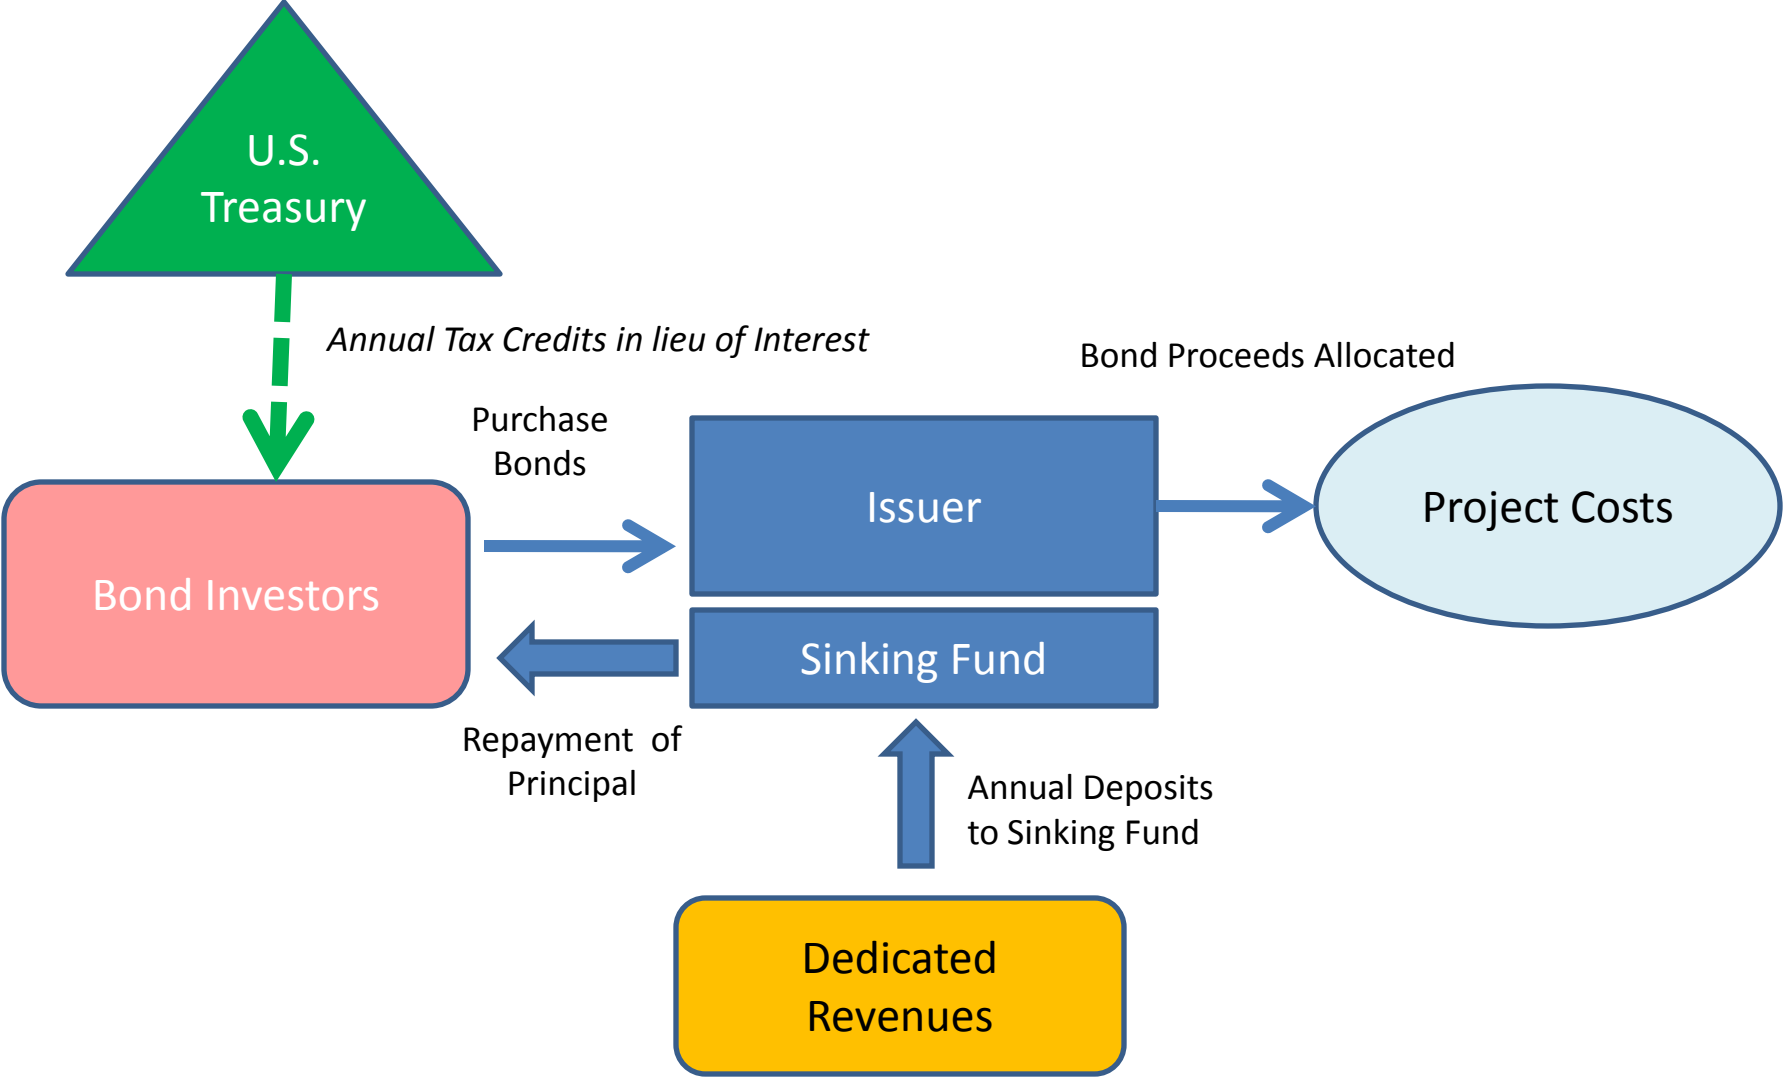 U.S.
Treasury
Annual Tax Credits in lieu of Interest
Bond Proceeds Allocated
Purchase
Bonds
Issuer
Project Costs
Bond Investors
Sinking Fund
Repayment of
Principal
Annual Deposits
to Sinking Fund
Dedicated
Revenues